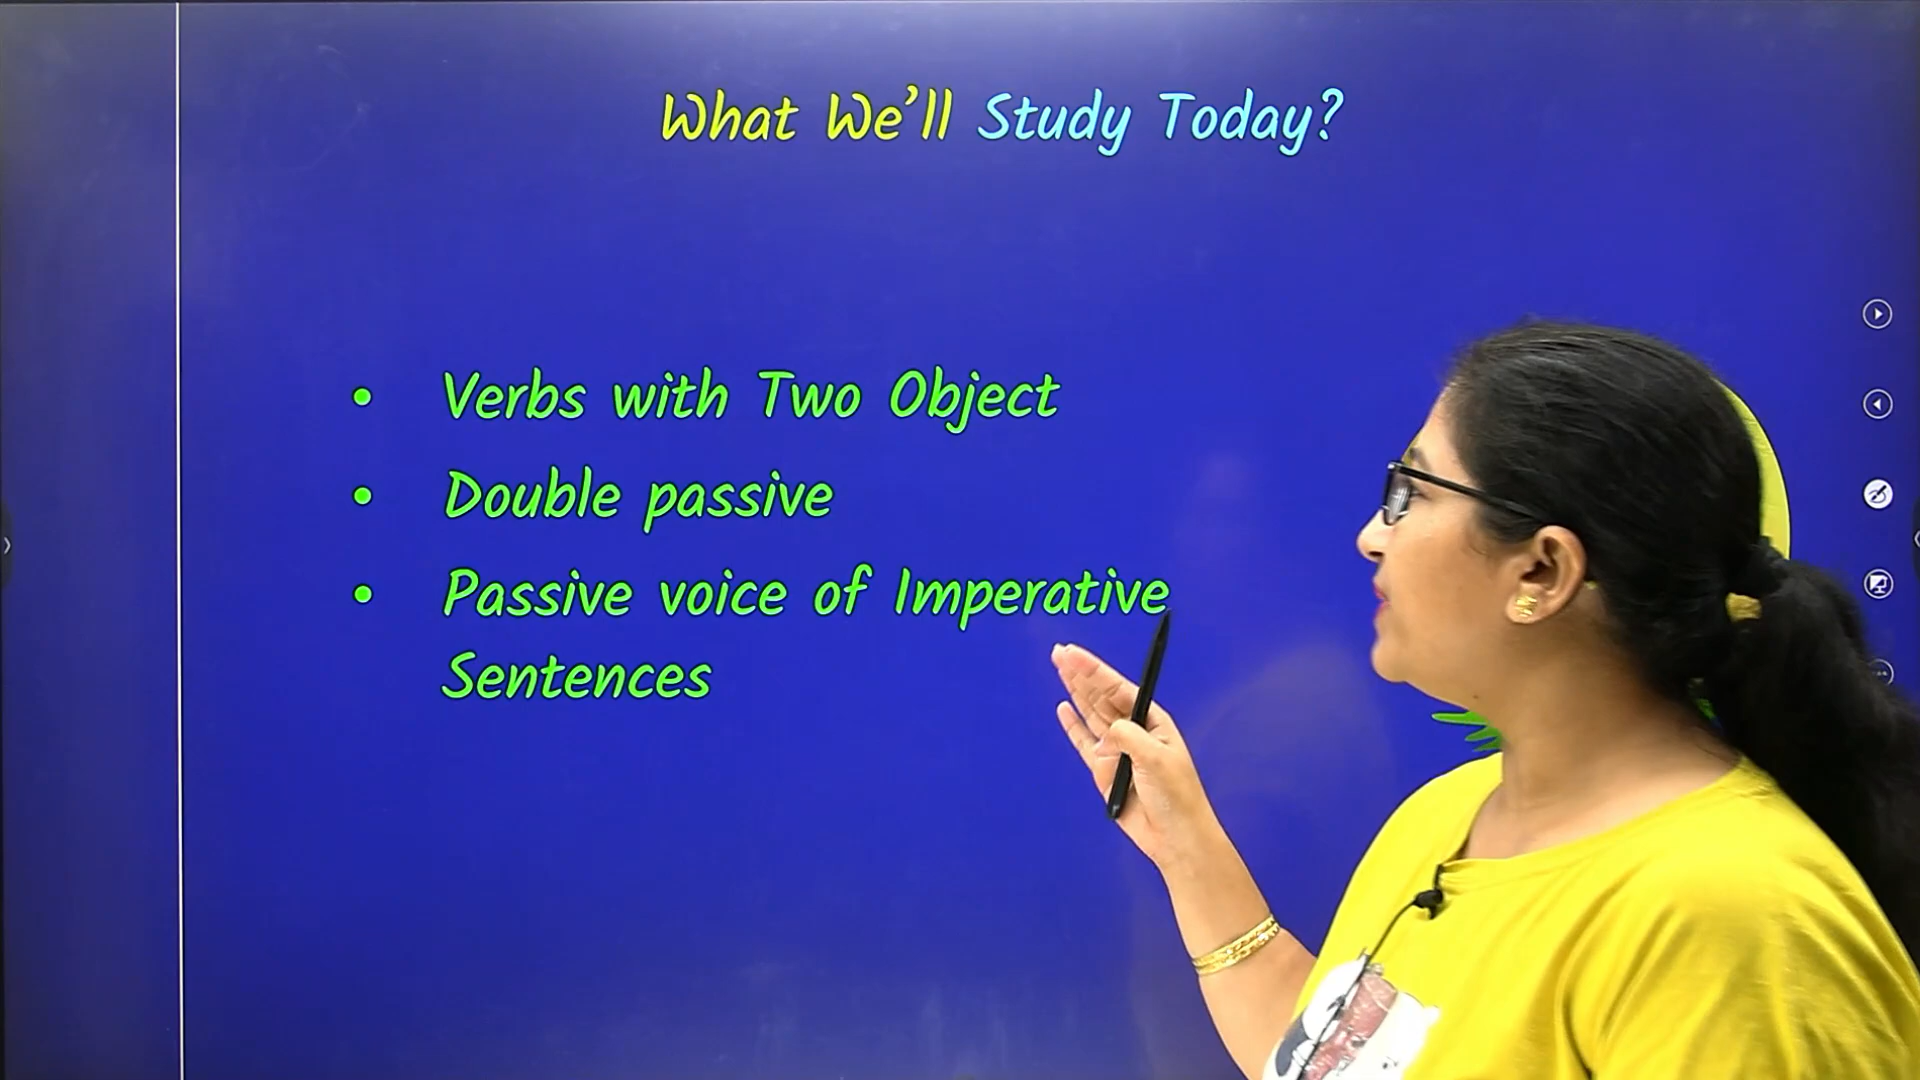 What We'll Study Today?
• Verbs with Two Object
• Double passive
• Passive voice of Imperative
Sentences